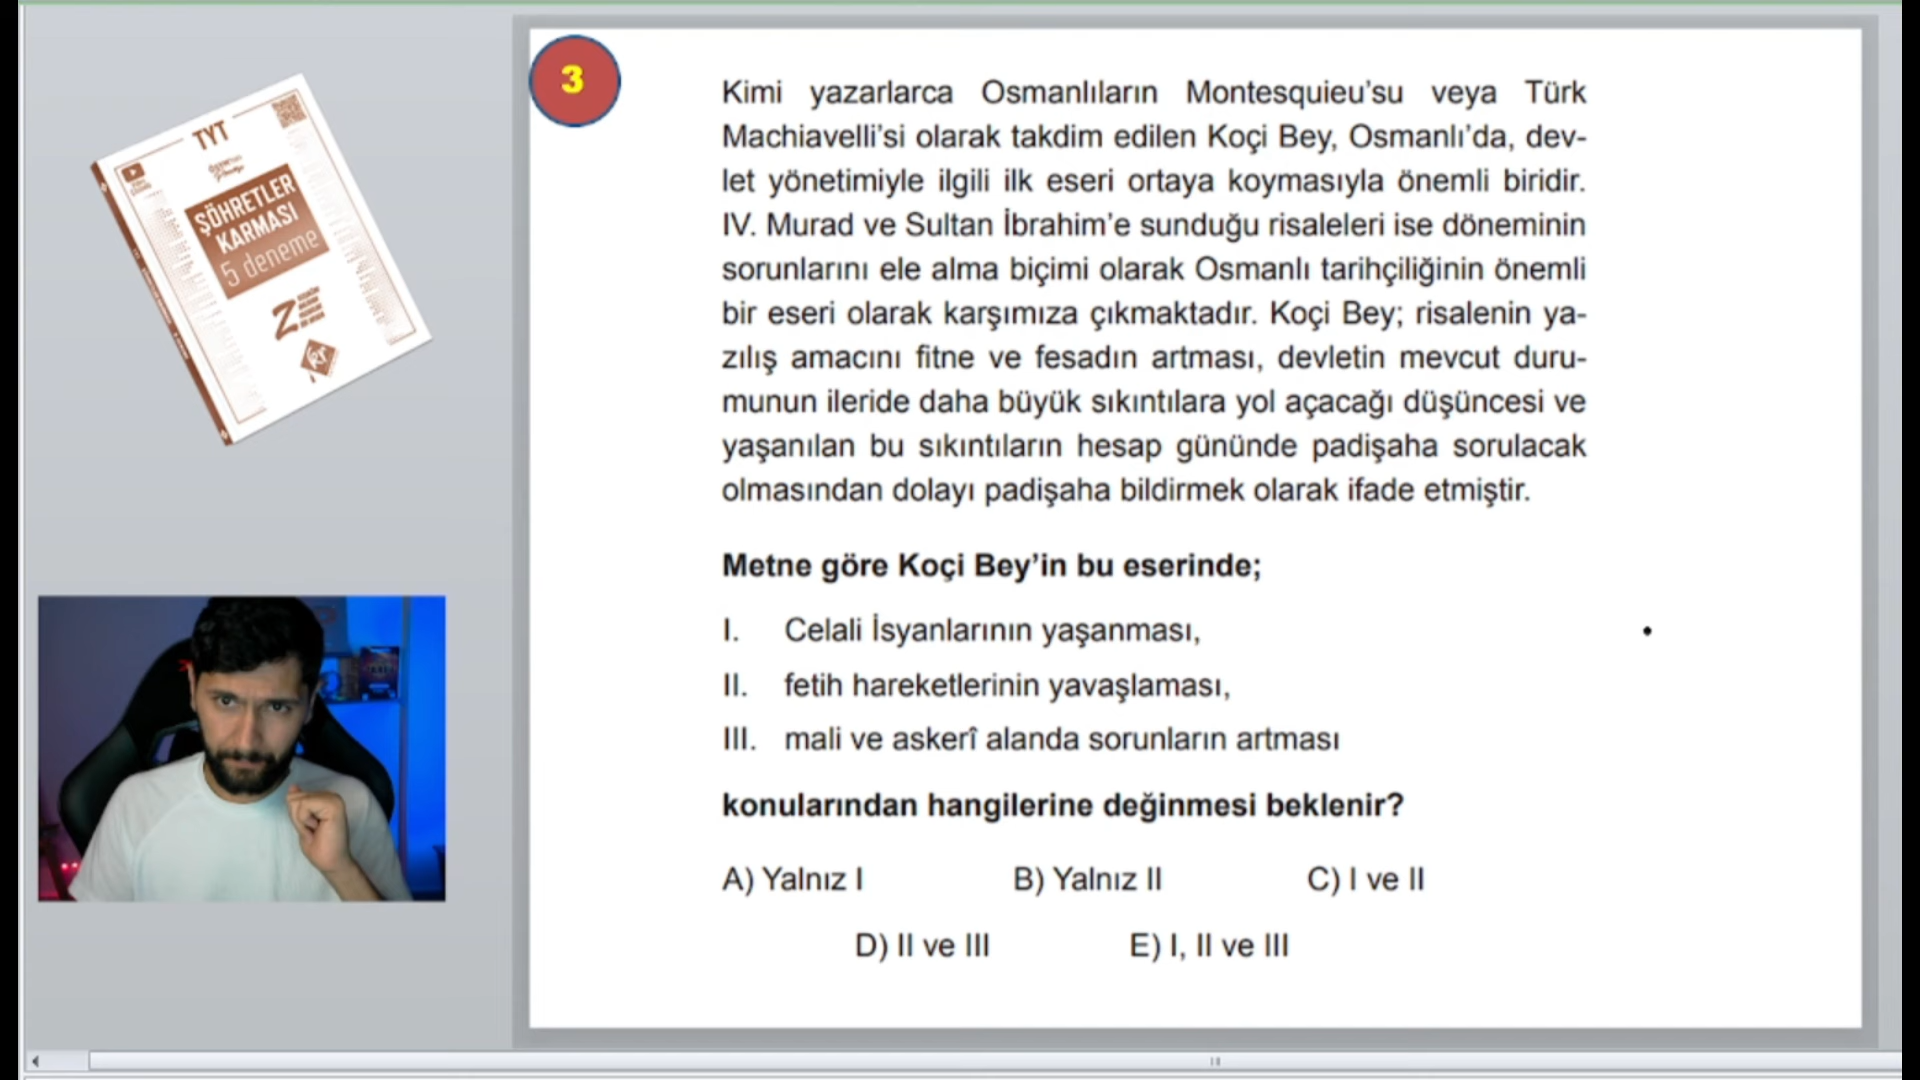 3
Kimi yazarlarca Osmanlıların Montesquieu’su veya Türk
Machiavelli’si olarak takdim edilen Koçi Bey, Osmanlı’da, dev-
let yönetimiyle ilgili ilk eseri ortaya koymasıyla önemli biridir.
IV. Murad ve Sultan İbrahim’e sunduğu risaleleri ise döneminin
sorunlarını ele alma biçimi olarak Osmanlı tarihçiliğinin önemli
bir eseri olarak karşımıza çıkmaktadır. Koçi Bey; risalenin ya-
zılış amacını fitne ve fesadın artması, devletin mevcut duru-
munun ileride daha büyük sıkıntılara yol açacağı düşüncesi ve
yaşanılan bu sıkıntıların hesap gününde padişaha sorulacak
olmasından dolayı padişaha bildirmek olarak ifade etmiştir.
Metne göre Koçi Bey’in bu eserinde;
I. Celali İsyanlarının yaşanması,
II. fetih hareketlerinin yavaşlaması,
III. mali ve askerî alanda sorunların artması
konularından hangilerine değinmesi beklenir?
A) Yalnız I B) Yalnız II C) I ve II
D) II ve III E) I, II ve III
TYT
ŞÖHRETLER
KARMASI
5 deneme
Z
kr